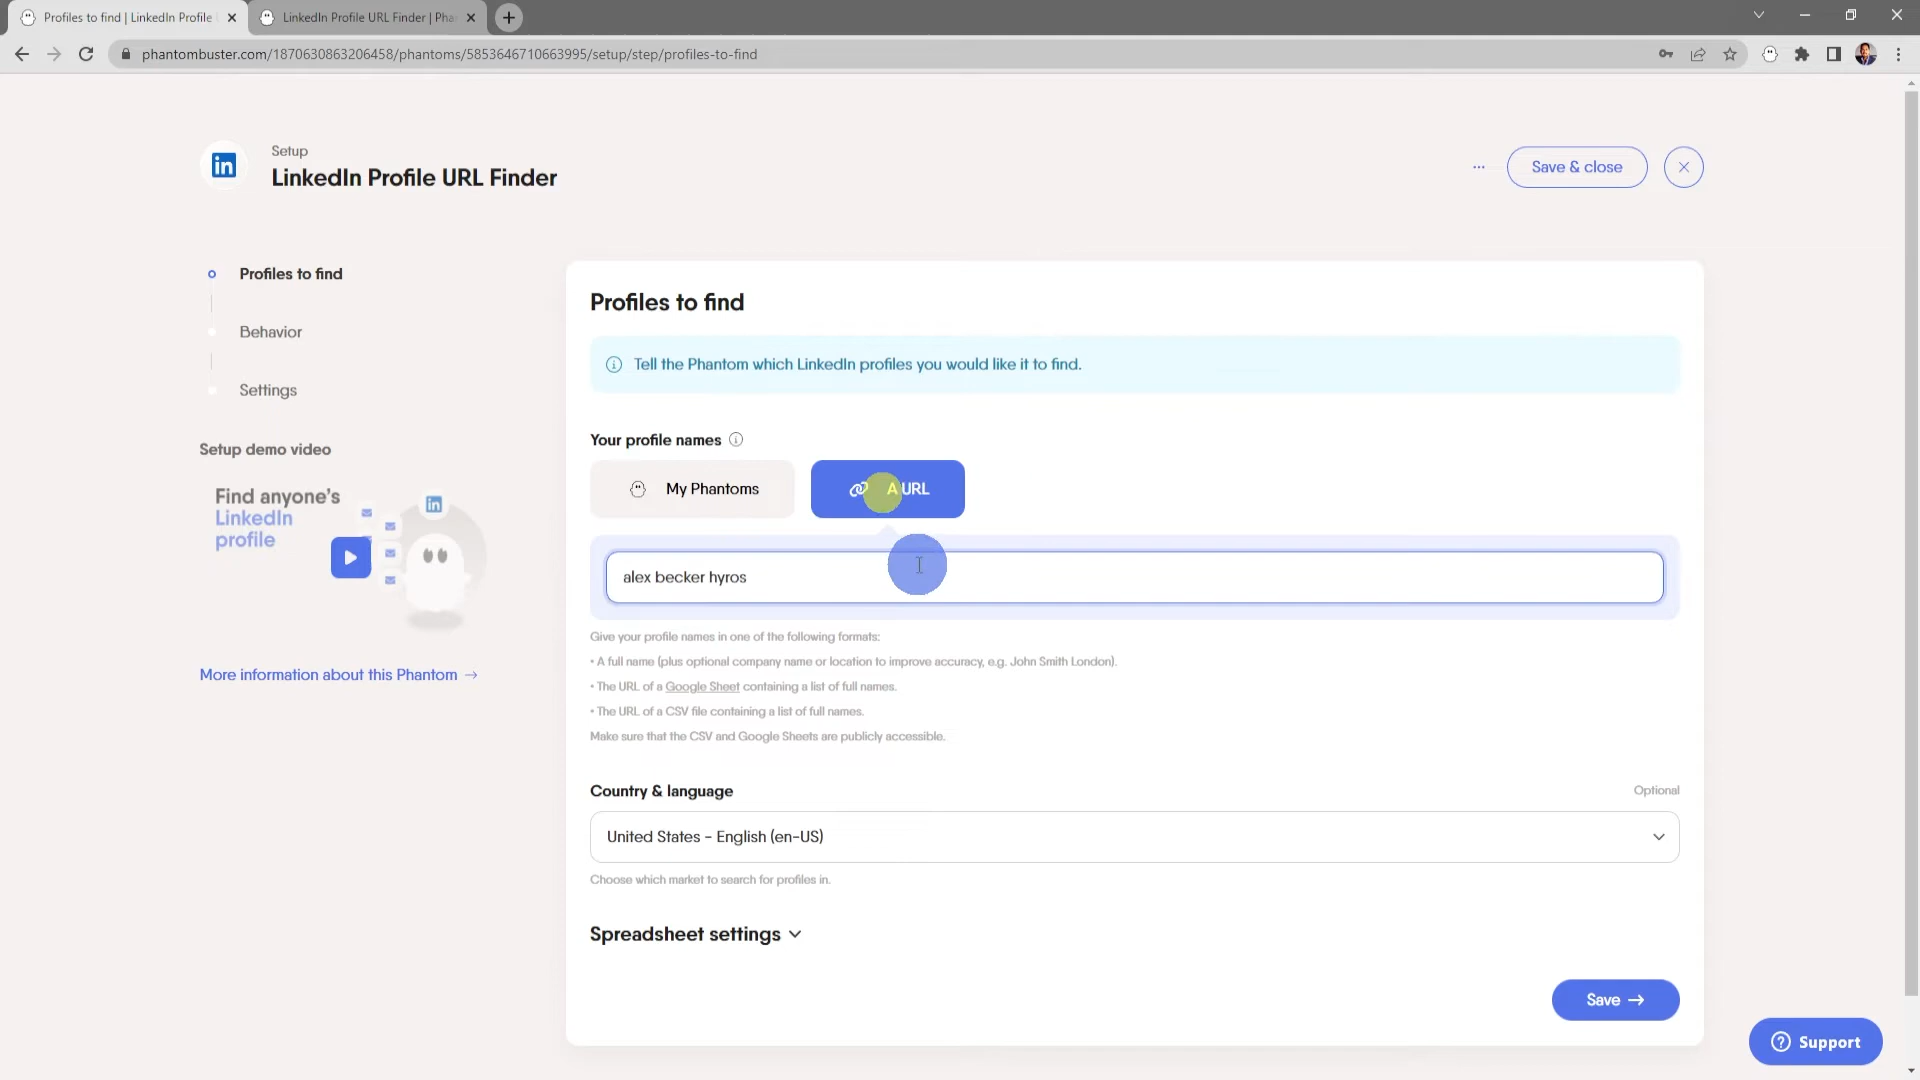 Profiles to find | LinkedIn Profile
LinkedIn Profile URL Finder | Pha
phantombuster.com/1870630863206458/phantoms/5853646710663995/setup/step/profiles-to-find
Setup
LinkedIn Profile URL Finder
Save & close
Profiles to find
Behavior
Settings
Setup demo video
Find anyone's
LinkedIn
profile
in
More information about this Phantom →
Profiles to find
Tell the Phantom which LinkedIn profiles you would like it to find.
Your profile names
My Phantoms
A URL
alex becker hyros
Give your profile names in one of the following formats:
• A full name (plus optional company name or location to improve accuracy, e.g. John Smith London).
• The URL of a Google Sheet containing a list of full names.
• The URL of a CSV file containing a list of full names.
Make sure that the CSV and Google Sheets are publicly accessible.
Country & language
Optional
United States - English (en-US)
Choose which market to search for profiles in.
Spreadsheet settings
Save →
Support